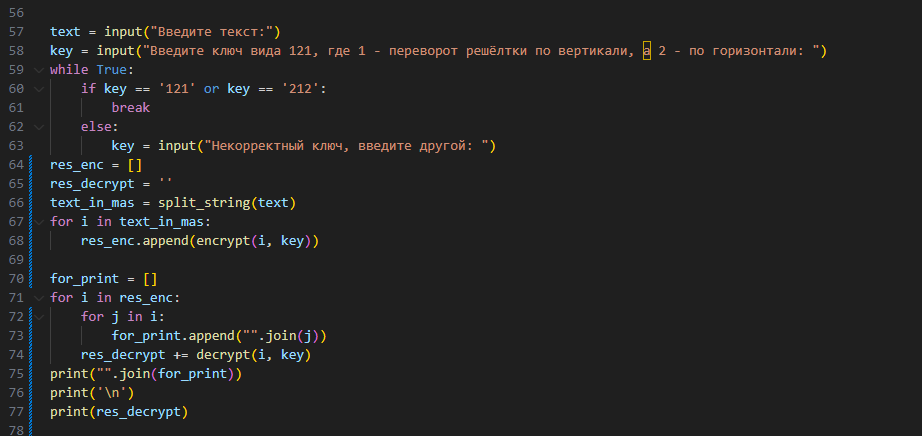 56
57 text = input("Введите текст:")
58 key = input("Введите ключ вида 121, где 1 - переворот решётки по вертикали, а 2 - по горизонтали: ")
59 while True:
60     if key == '121' or key == '212':
61         break
62     else:
63         key = input("Некорректный ключ, введите другой: ")
64 res_enc = []
65 res_decrypt = ''
66 text_in_mas = split_string(text)
67 for i in text_in_mas:
68     res_enc.append(encrypt(i, key))
69
70 for_print = []
71 for i in res_enc:
72     for j in i:
73         for_print.append("".join(j))
74     res_decrypt += decrypt(i, key)
75 print("".join(for_print))
76 print('\n')
77 print(res_decrypt)
78